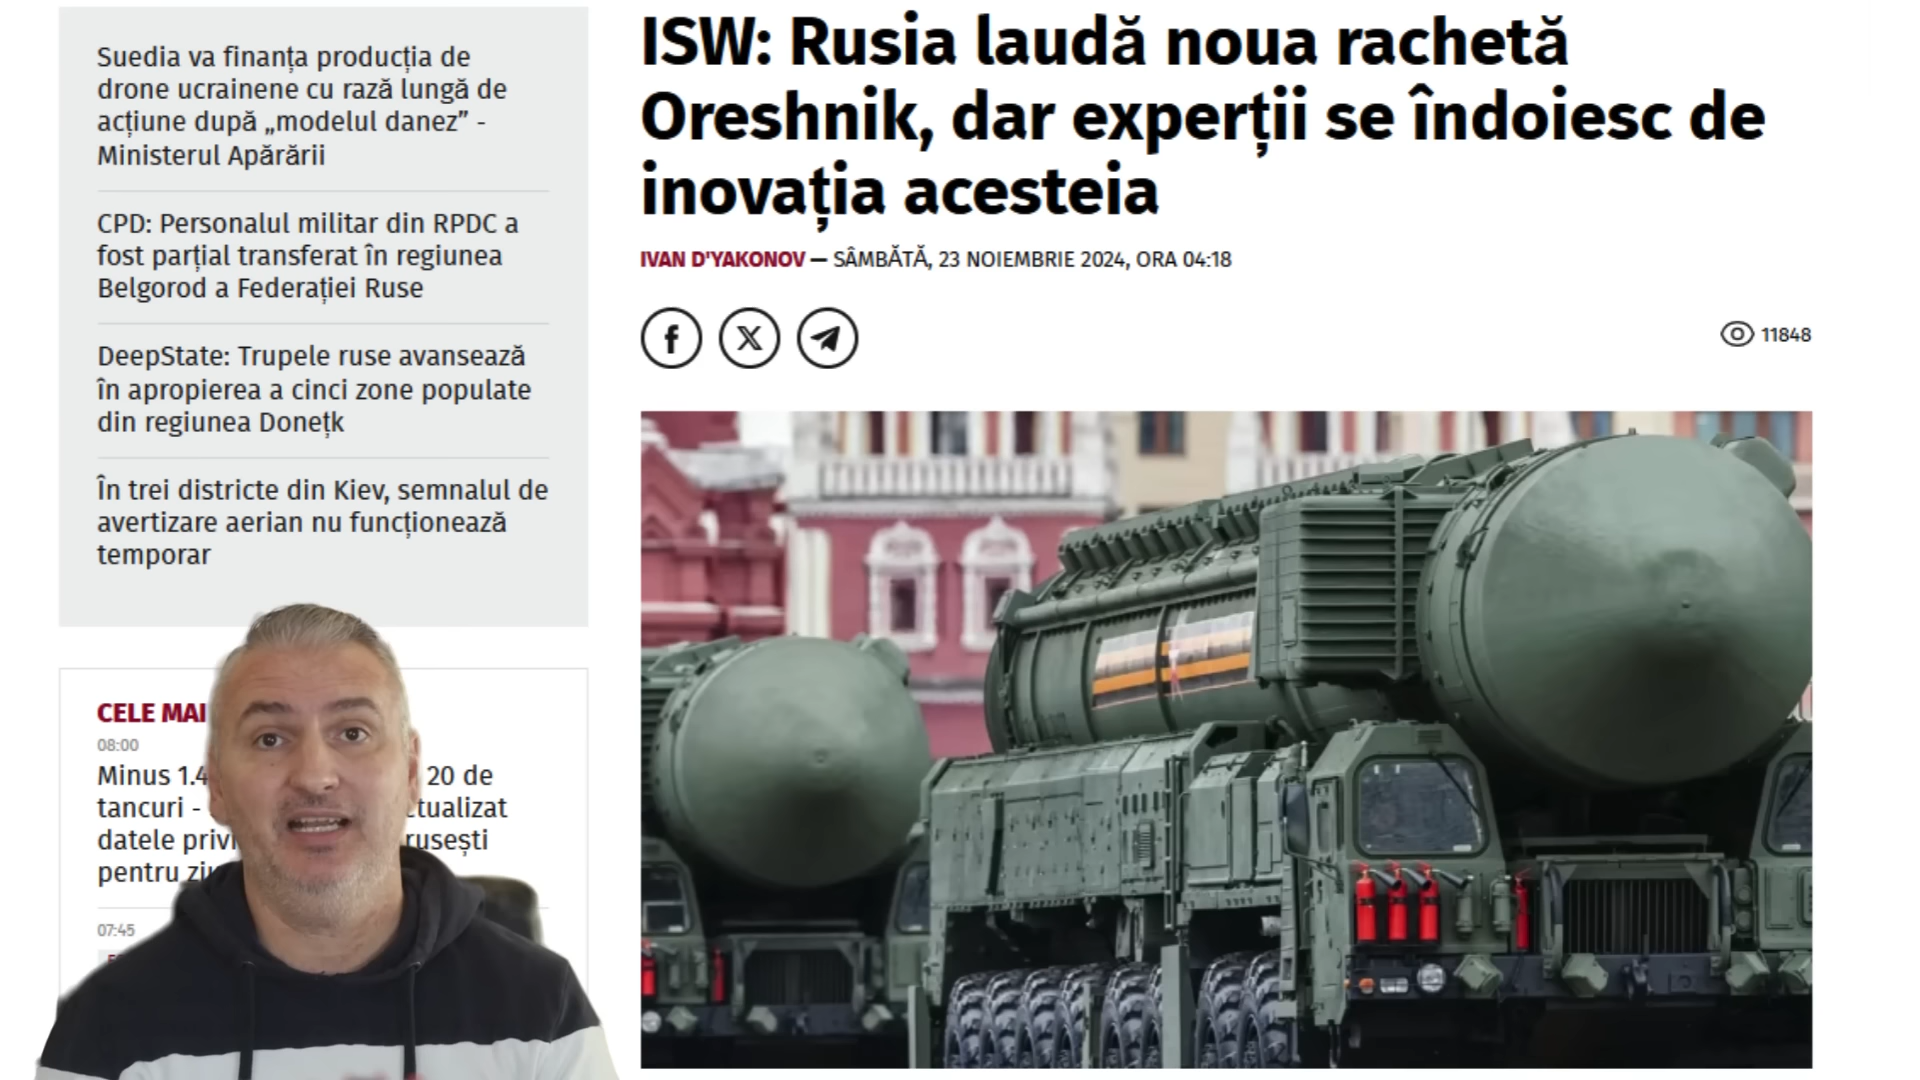 Suedia va finanța producția de
drone ucrainene cu rază lungă de
acțiune după „modelul danez” -
Ministerul Apărării
CPD: Personalul militar din RPDC a
fost parțial transferat în regiunea
Belgorod a Federației Ruse
DeepState: Trupele ruse avansează
în apropierea a cinci zone populate
din regiunea Donețk
În trei districte din Kiev, semnalul de
avertizare aerian nu funcționează
temporar
CELE MAI
08:00
Minus 1.4 20 de
tancuri - ctualizat
datele privi rusești
pentru ziu
07:45
ISW: Rusia laudă noua rachetă
Oreshnik, dar experții se îndoiesc de
inovația acesteia
IVAN D'YAKONOV — SÂMBĂTĂ, 23 NOIEMBRIE 2024, ORA 04:18
11848